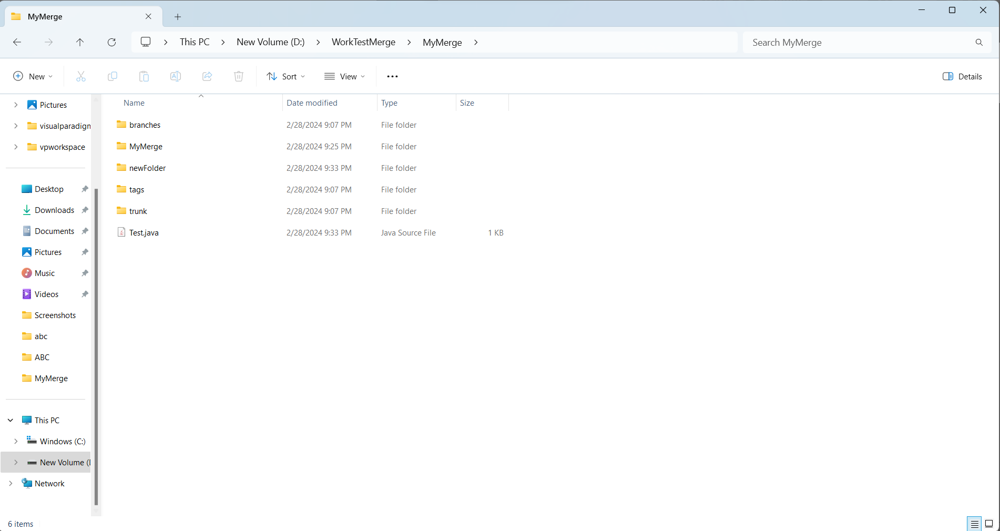 MyMerge
This PC > New Volume (D:) > WorkTestMerge > MyMerge >
Search MyMerge
New
Sort
View
Details
Name Date modified Type Size
branches 2/28/2024 9:07 PM File folder
MyMerge 2/28/2024 9:25 PM File folder
newFolder 2/28/2024 9:33 PM File folder
tags 2/28/2024 9:07 PM File folder
trunk 2/28/2024 9:07 PM File folder
Test.java 2/28/2024 9:33 PM Java Source File 1 KB
Pictures
visualparadign
vpworkspace
Desktop
Downloads
Documents
Pictures
Music
Videos
Screenshots
abc
ABC
MyMerge
This PC
Windows (C:)
New Volume (
Network
6 items